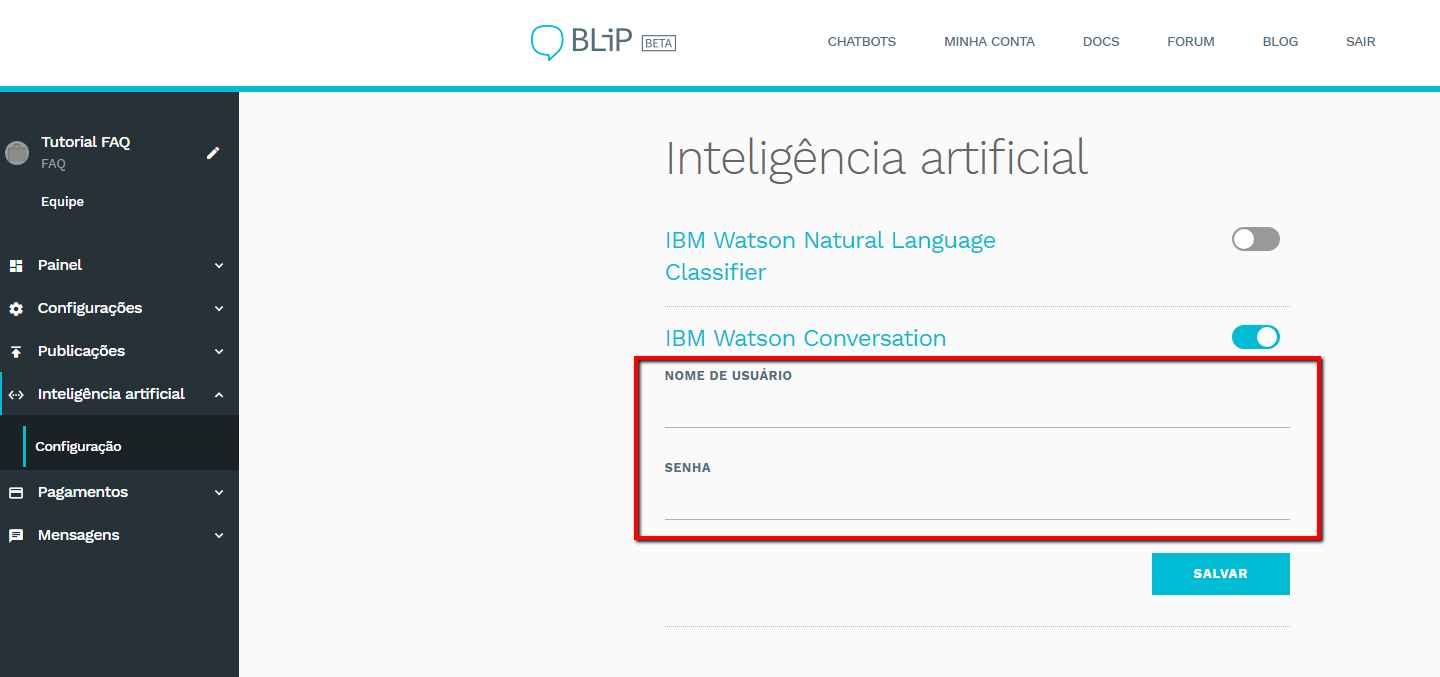 BLiP BETA
CHATBOTS MINHA CONTA DOCS FORUM BLOG SAIR
Tutorial FAQ
FAQ
Equipe
Painel
Configurações
Publicações
Inteligência artificial
Configuração
Pagamentos
Mensagens
Inteligência artificial
IBM Watson Natural Language
Classifier
IBM Watson Conversation
NOME DE USUÁRIO
SENHA
SALVAR